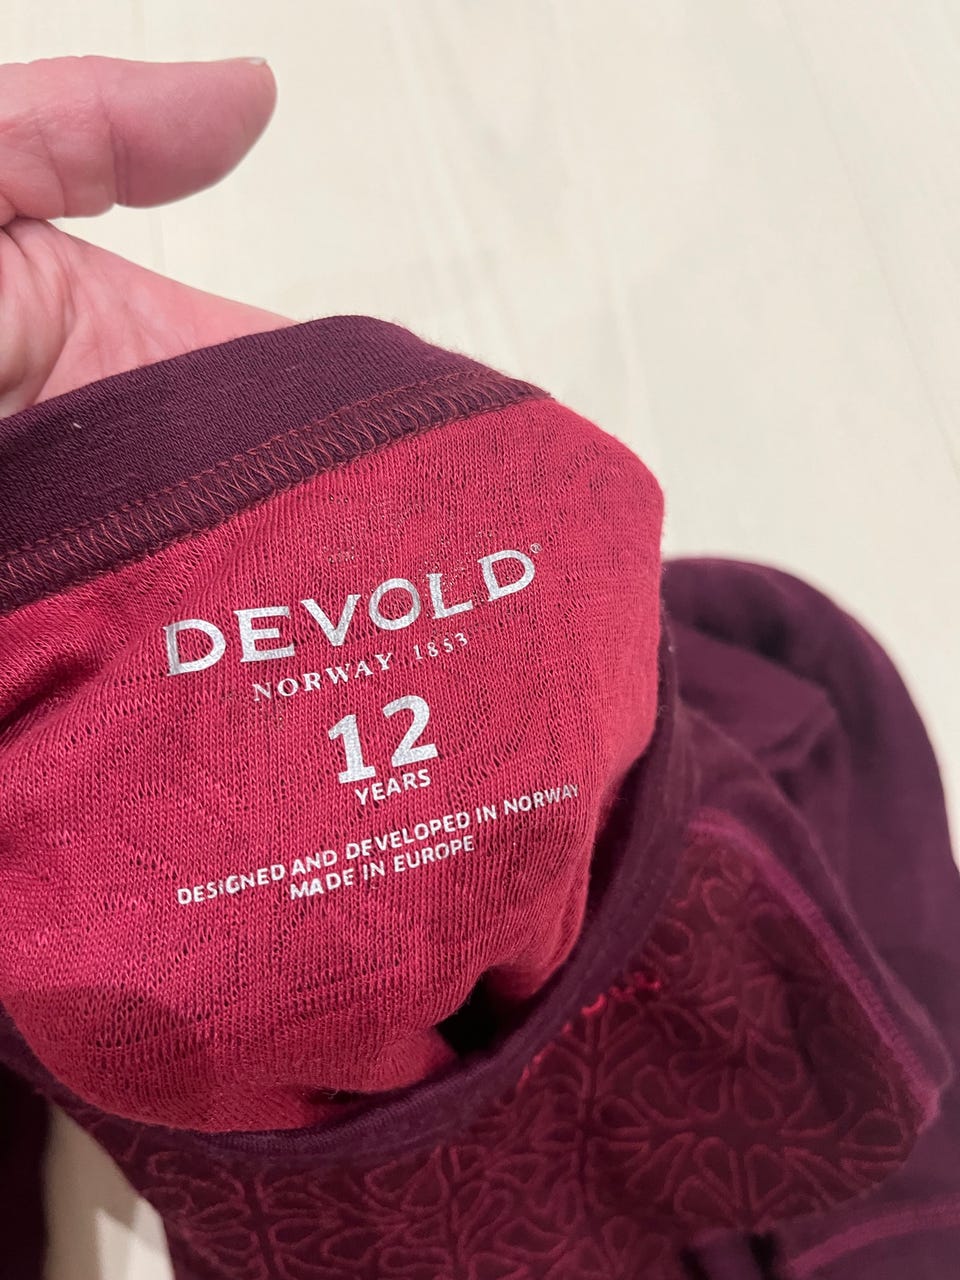 DEVOLD®
NORWAY 1853
12
YEARS
DESIGNED AND DEVELOPED IN NORWAY
MADE IN EUROPE